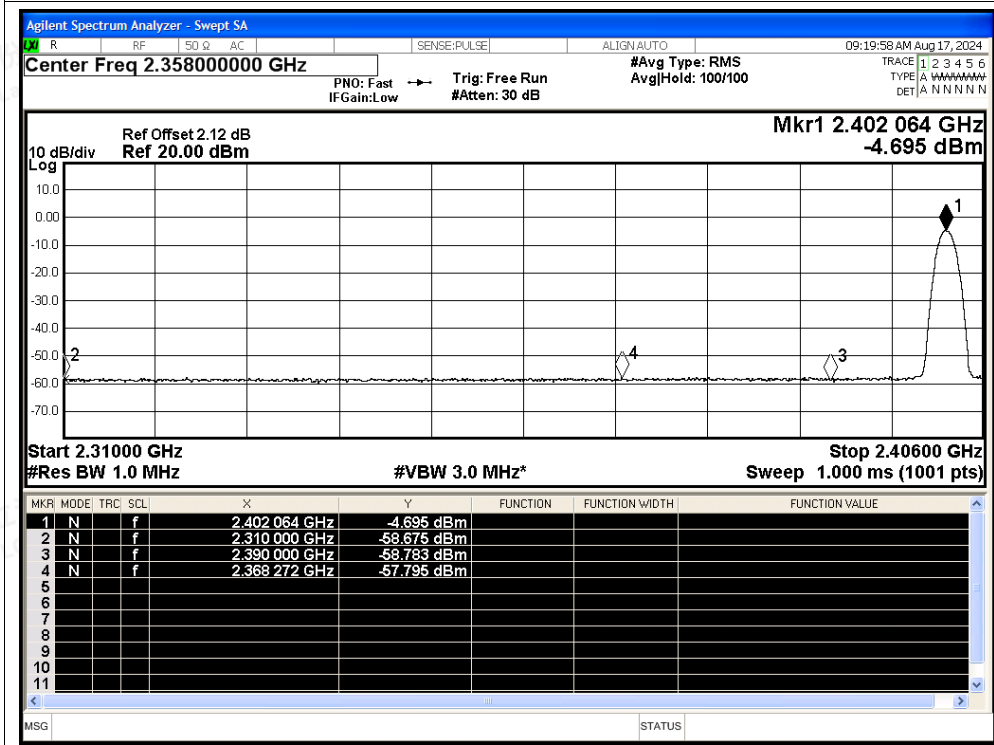 Agilent Spectrum Analyzer - Swept SA
LXI R RF 50 Ω AC SENSE:PULSE ALIGN AUTO 09:19:58 AM Aug 17, 2024
Center Freq 2.358000000 GHz #Avg Type: RMS TRACE 1 2 3 4 5 6
PNO: Fast Trig: Free Run Avg|Hold: 100/100 TYPE A WWWWW
IFGain:Low #Atten: 30 dB DET A N N N N N
Mkr1 2.402 064 GHz
-4.695 dBm
Ref Offset 2.12 dB
10 dB/div Ref 20.00 dBm
Log
10.0
0.00
-10.0
-20.0
-30.0
-40.0
-50.0
-60.0
-70.0
1
2
4
3
Start 2.31000 GHz Stop 2.40600 GHz
#Res BW 1.0 MHz #VBW 3.0 MHz* Sweep 1.000 ms (1001 pts)
MKR MODE TRC SCL X Y FUNCTION FUNCTION WIDTH FUNCTION VALUE
1 N f 2.402 064 GHz -4.695 dBm
2 N f 2.310 000 GHz -58.675 dBm
3 N f 2.390 000 GHz -58.783 dBm
4 N f 2.368 272 GHz -57.795 dBm
5
6
7
8
9
10
11
MSG STATUS